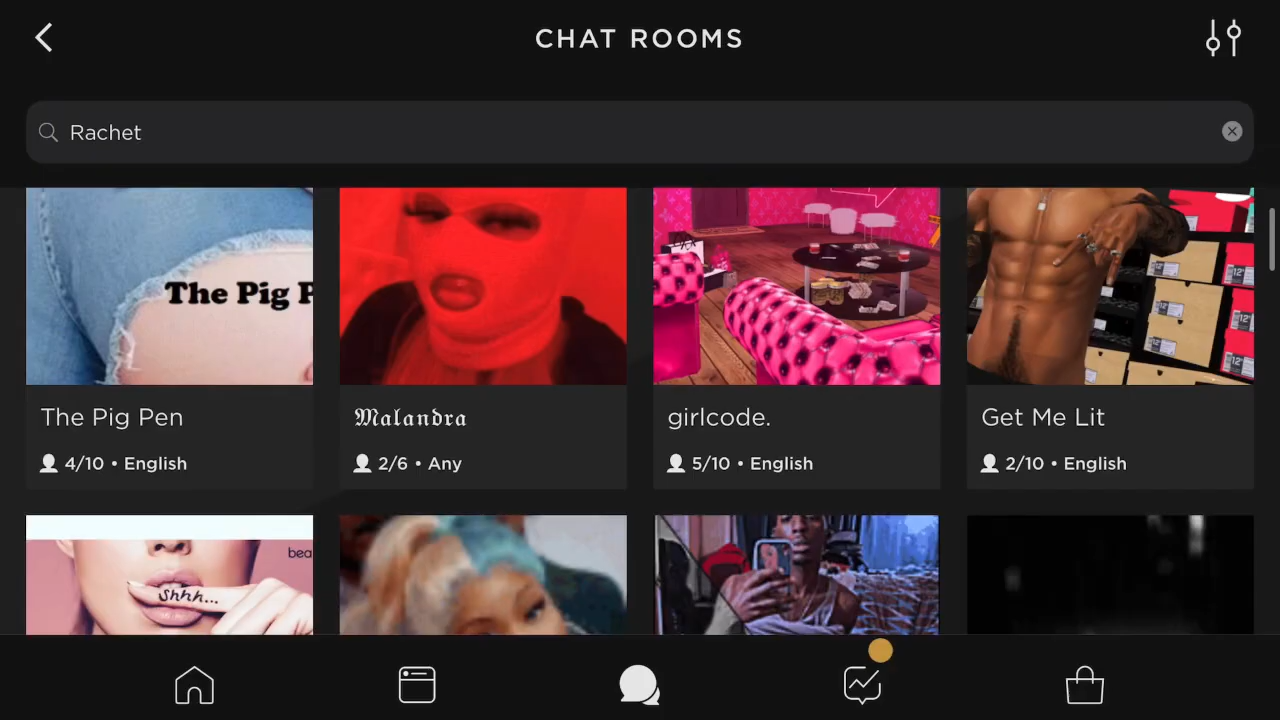 CHAT ROOMS
Rachet
The Pig P
The Pig Pen
4/10 • English
𝕸𝖆𝖑𝖆𝖓𝖉𝖗𝖆
2/6 • Any
girlcode.
5/10 • English
Get Me Lit
2/10 • English
bea
Shhh...